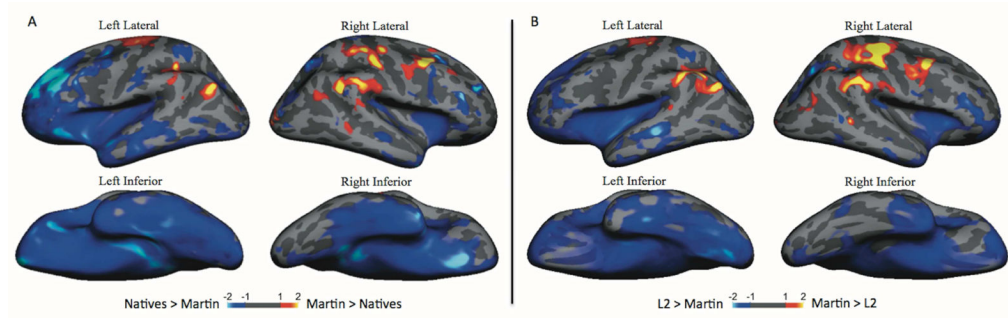 A
Left Lateral
Right Lateral
Left Inferior
Right Inferior
Natives > Martin -2 -1 1 2 Martin > Natives
B
Left Lateral
Right Lateral
Left Inferior
Right Inferior
L2 > Martin -2 -1 1 2 Martin > L2